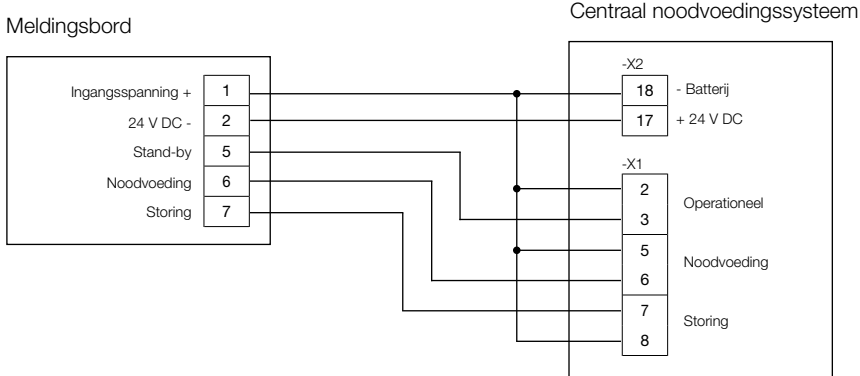 Meldingsbord
Ingangsspanning + 1
24 V DC - 2
Stand-by 5
Noodvoeding 6
Storing 7
Centraal noodvoedingssysteem
-X2
18 - Batterij
17 + 24 V DC
-X1
2
Operationeel
3
5
Noodvoeding
6
7
Storing
8